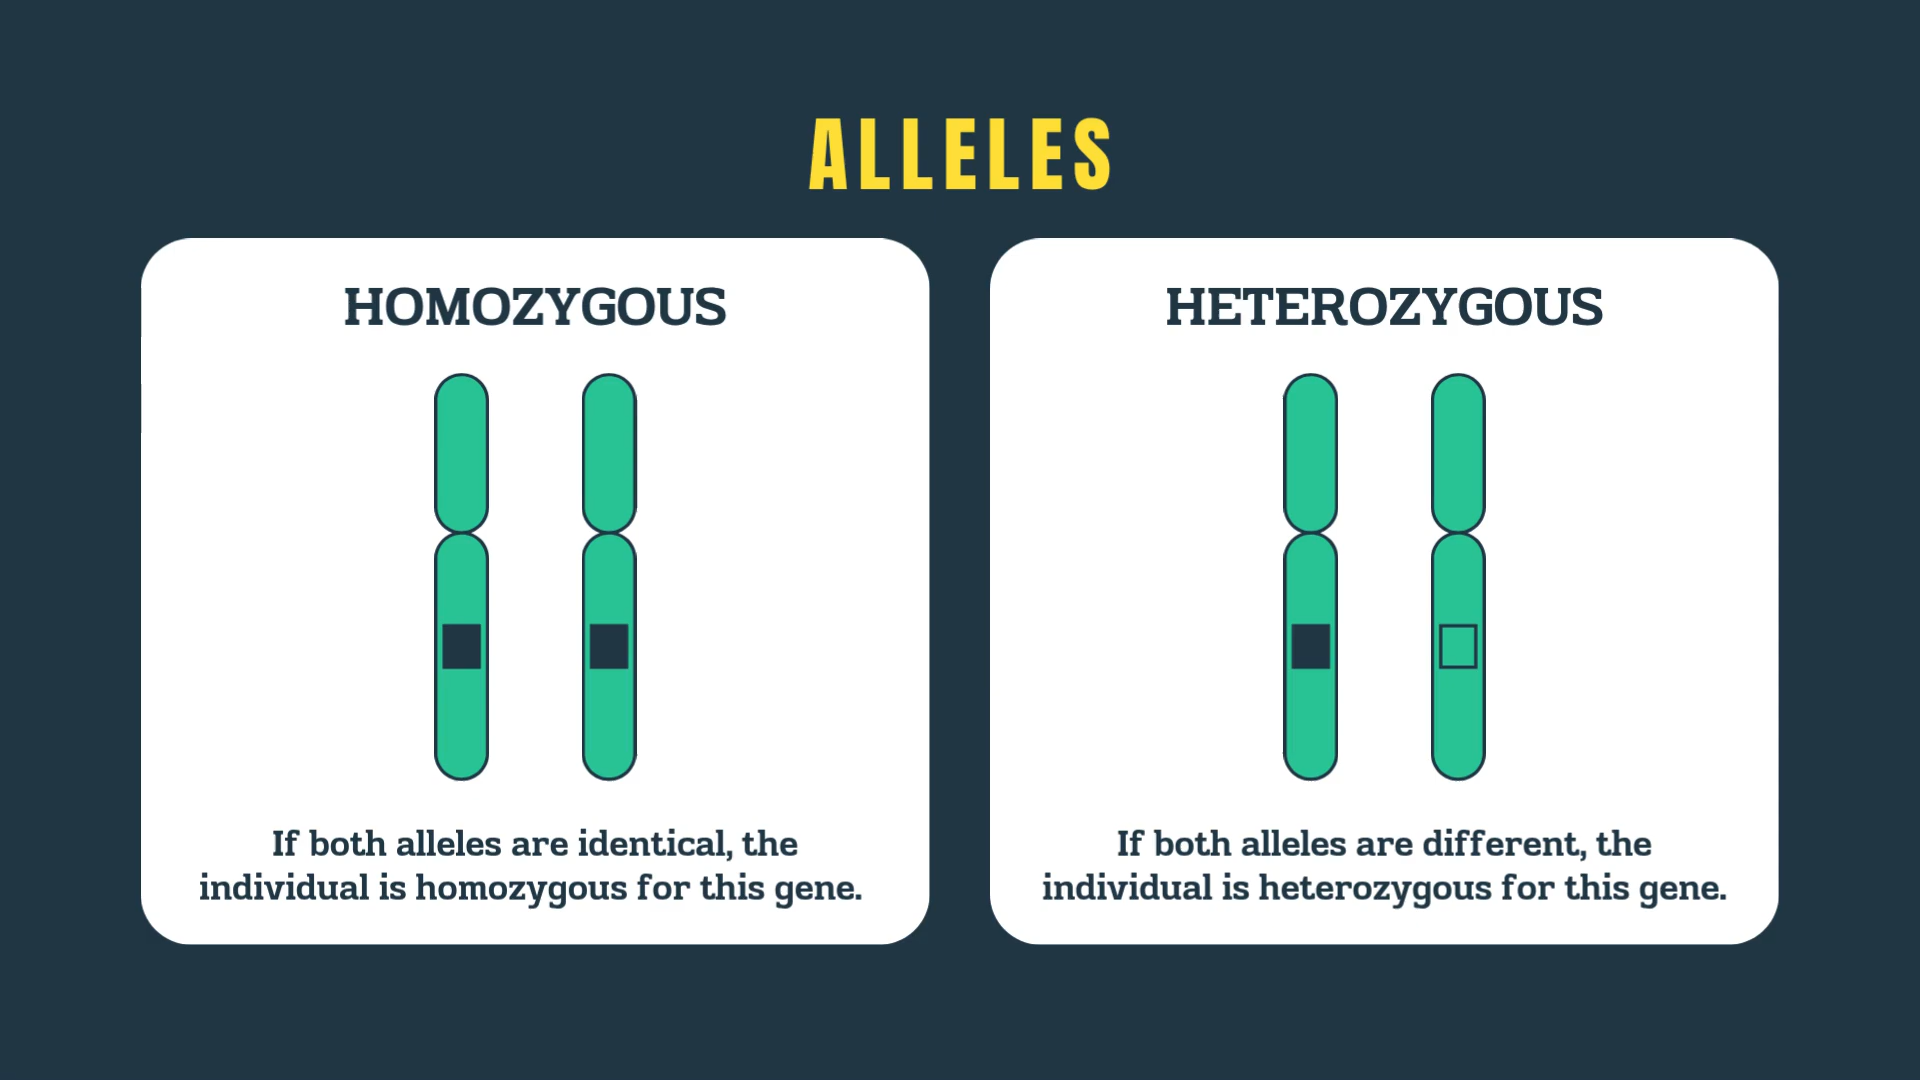 ALLELES
HOMOZYGOUS
If both alleles are identical, the
individual is homozygous for this gene.
HETEROZYGOUS
If both alleles are different, the
individual is heterozygous for this gene.